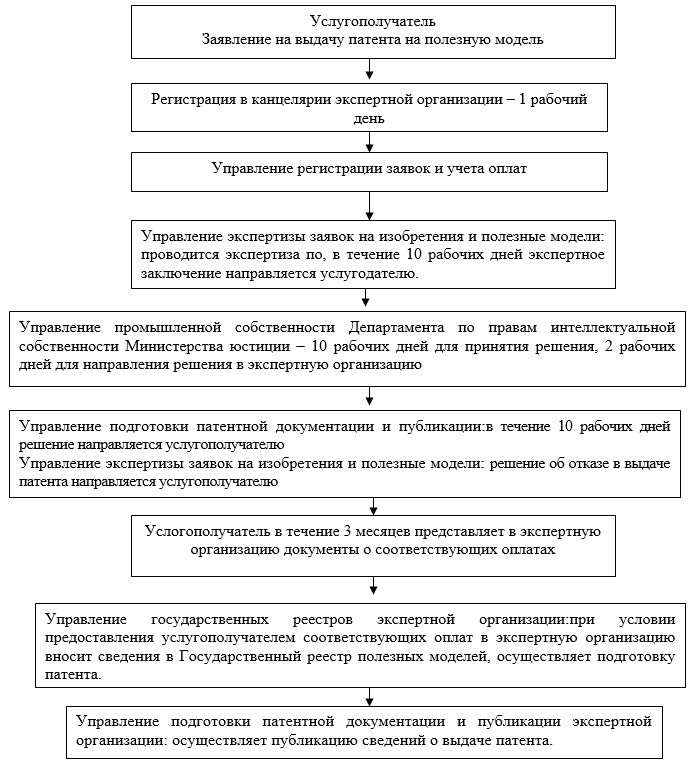 Услугополучатель
Заявление на выдачу патента на полезную модель
Регистрация в канцелярии экспертной организации – 1 рабочий
день
Управление регистрации заявок и учета оплат
Управление экспертизы заявок на изобретения и полезные модели:
проводится экспертиза по, в течение 10 рабочих дней экспертное
заключение направляется услугодателю.
Управление промышленной собственности Департамента по правам интеллектуальной
собственности Министерства юстиции – 10 рабочих дней для принятия решения, 2 рабочих
дней для направления решения в экспертную организацию
Управление подготовки патентной документации и публикации:в течение 10 рабочих дней
решение направляется услугополучателю
Управление экспертизы заявок на изобретения и полезные модели: решение об отказе в выдаче
патента направляется услугополучателю
Услогополучатель в течение 3 месяцев представляет в экспертную
организацию документы о соответствующих оплатах
Управление государственных реестров экспертной организации:при условии
предоставления услугополучателем соответствующих оплат в экспертную организацию
вносит сведения в Государственный реестр полезных моделей, осуществляет подготовку
патента.
Управление подготовки патентной документации и публикации экспертной
организации: осуществляет публикацию сведений о выдаче патента.